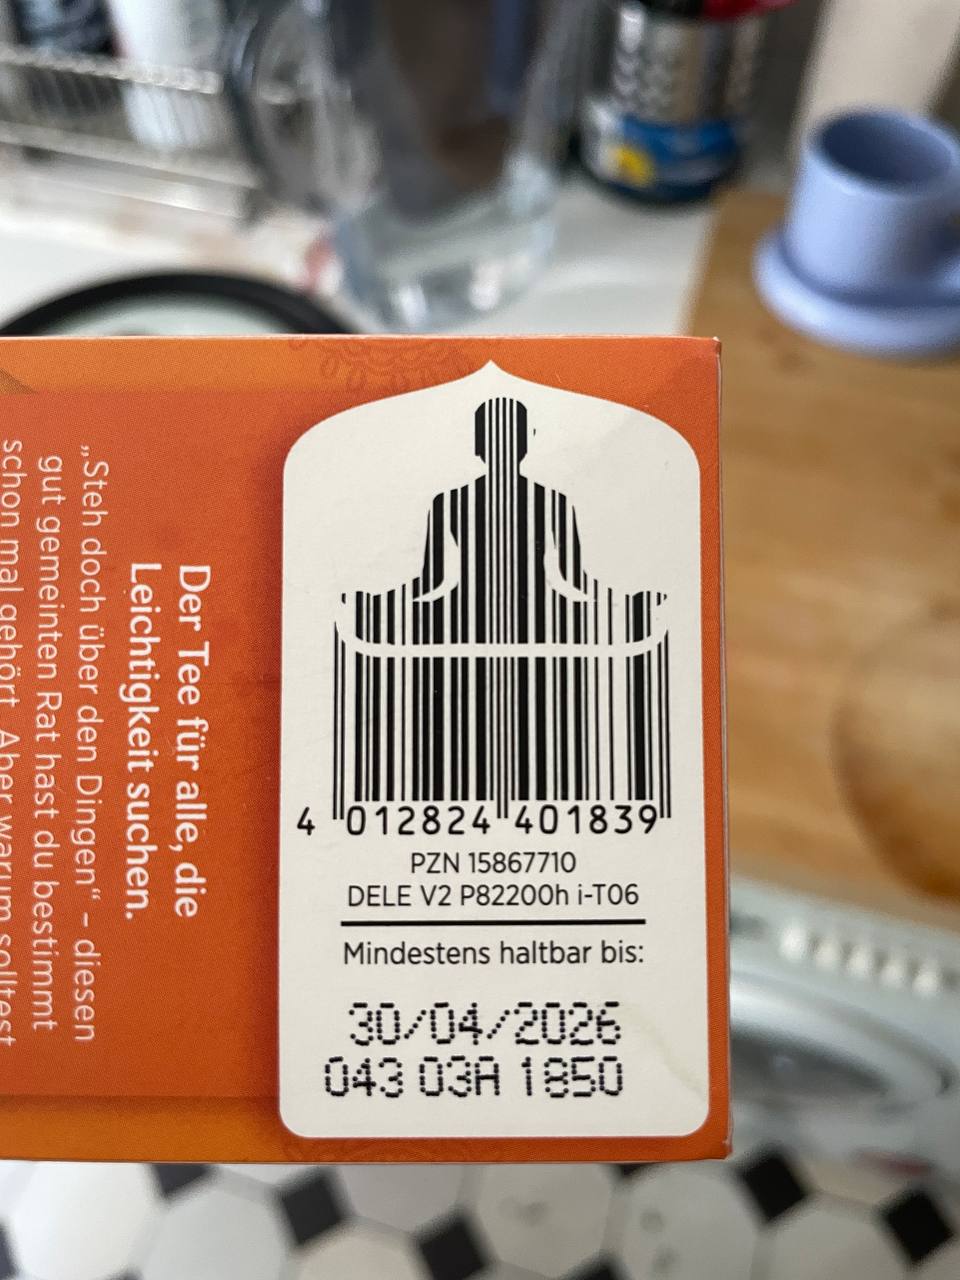 Der Tee für alle, die
Leichtigkeit suchen.
„Steh doch über den Dingen“ – diesen
gut gemeinten Rat hast du bestimmt
schon mal gehört. Aber warum solltest
4 012824 401839
PZN 15867710
DELE V2 P82200h i-T06
Mindestens haltbar bis:
30/04/2026
043 03A 1850